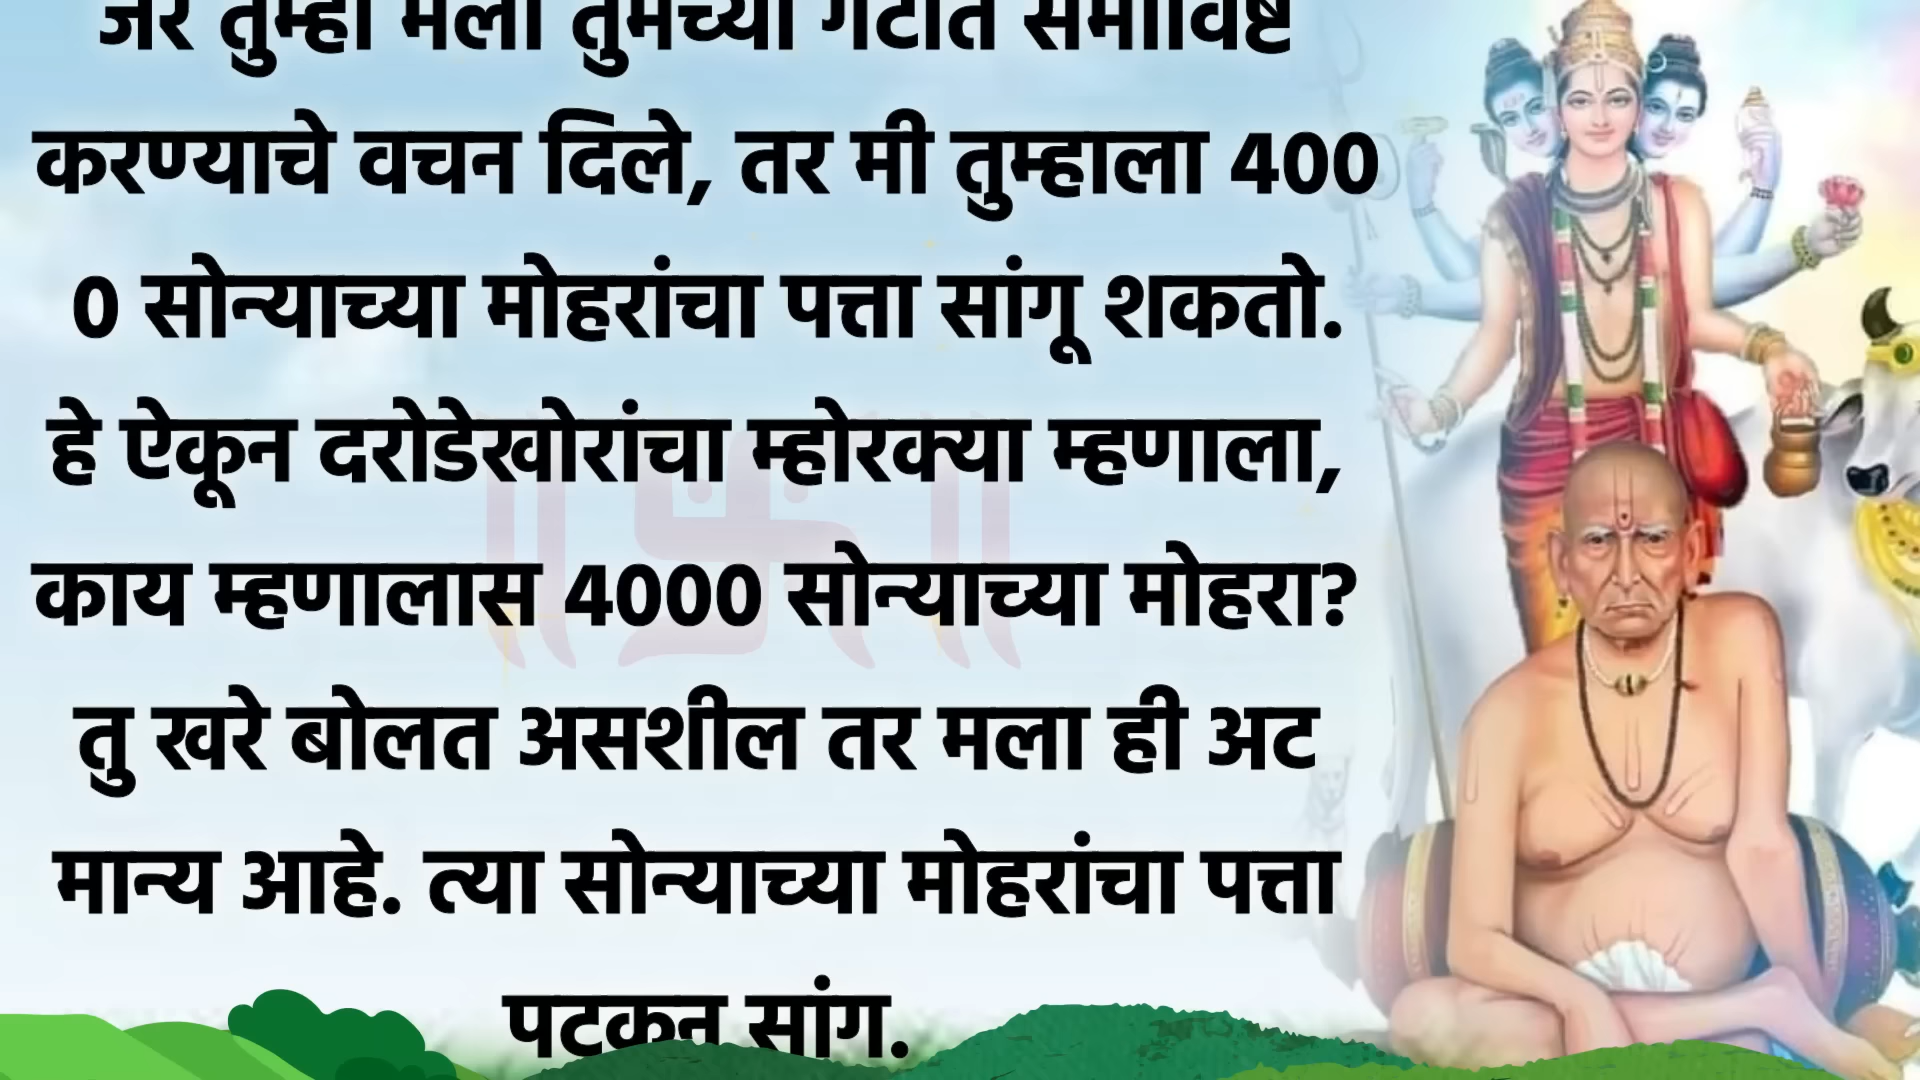 जर तुम्ही मला तुमच्या गटात समाविष्ट
करण्याचे वचन दिले, तर मी तुम्हाला 400
0 सोन्याच्या मोहरांचा पत्ता सांगू शकतो.
हे ऐकून दरोडेखोरांचा म्होरक्या म्हणाला,
काय म्हणालास 4000 सोन्याच्या मोहरा?
तु खरे बोलत असशील तर मला ही अट
मान्य आहे. त्या सोन्याच्या मोहरांचा पत्ता
पटकन सांग.